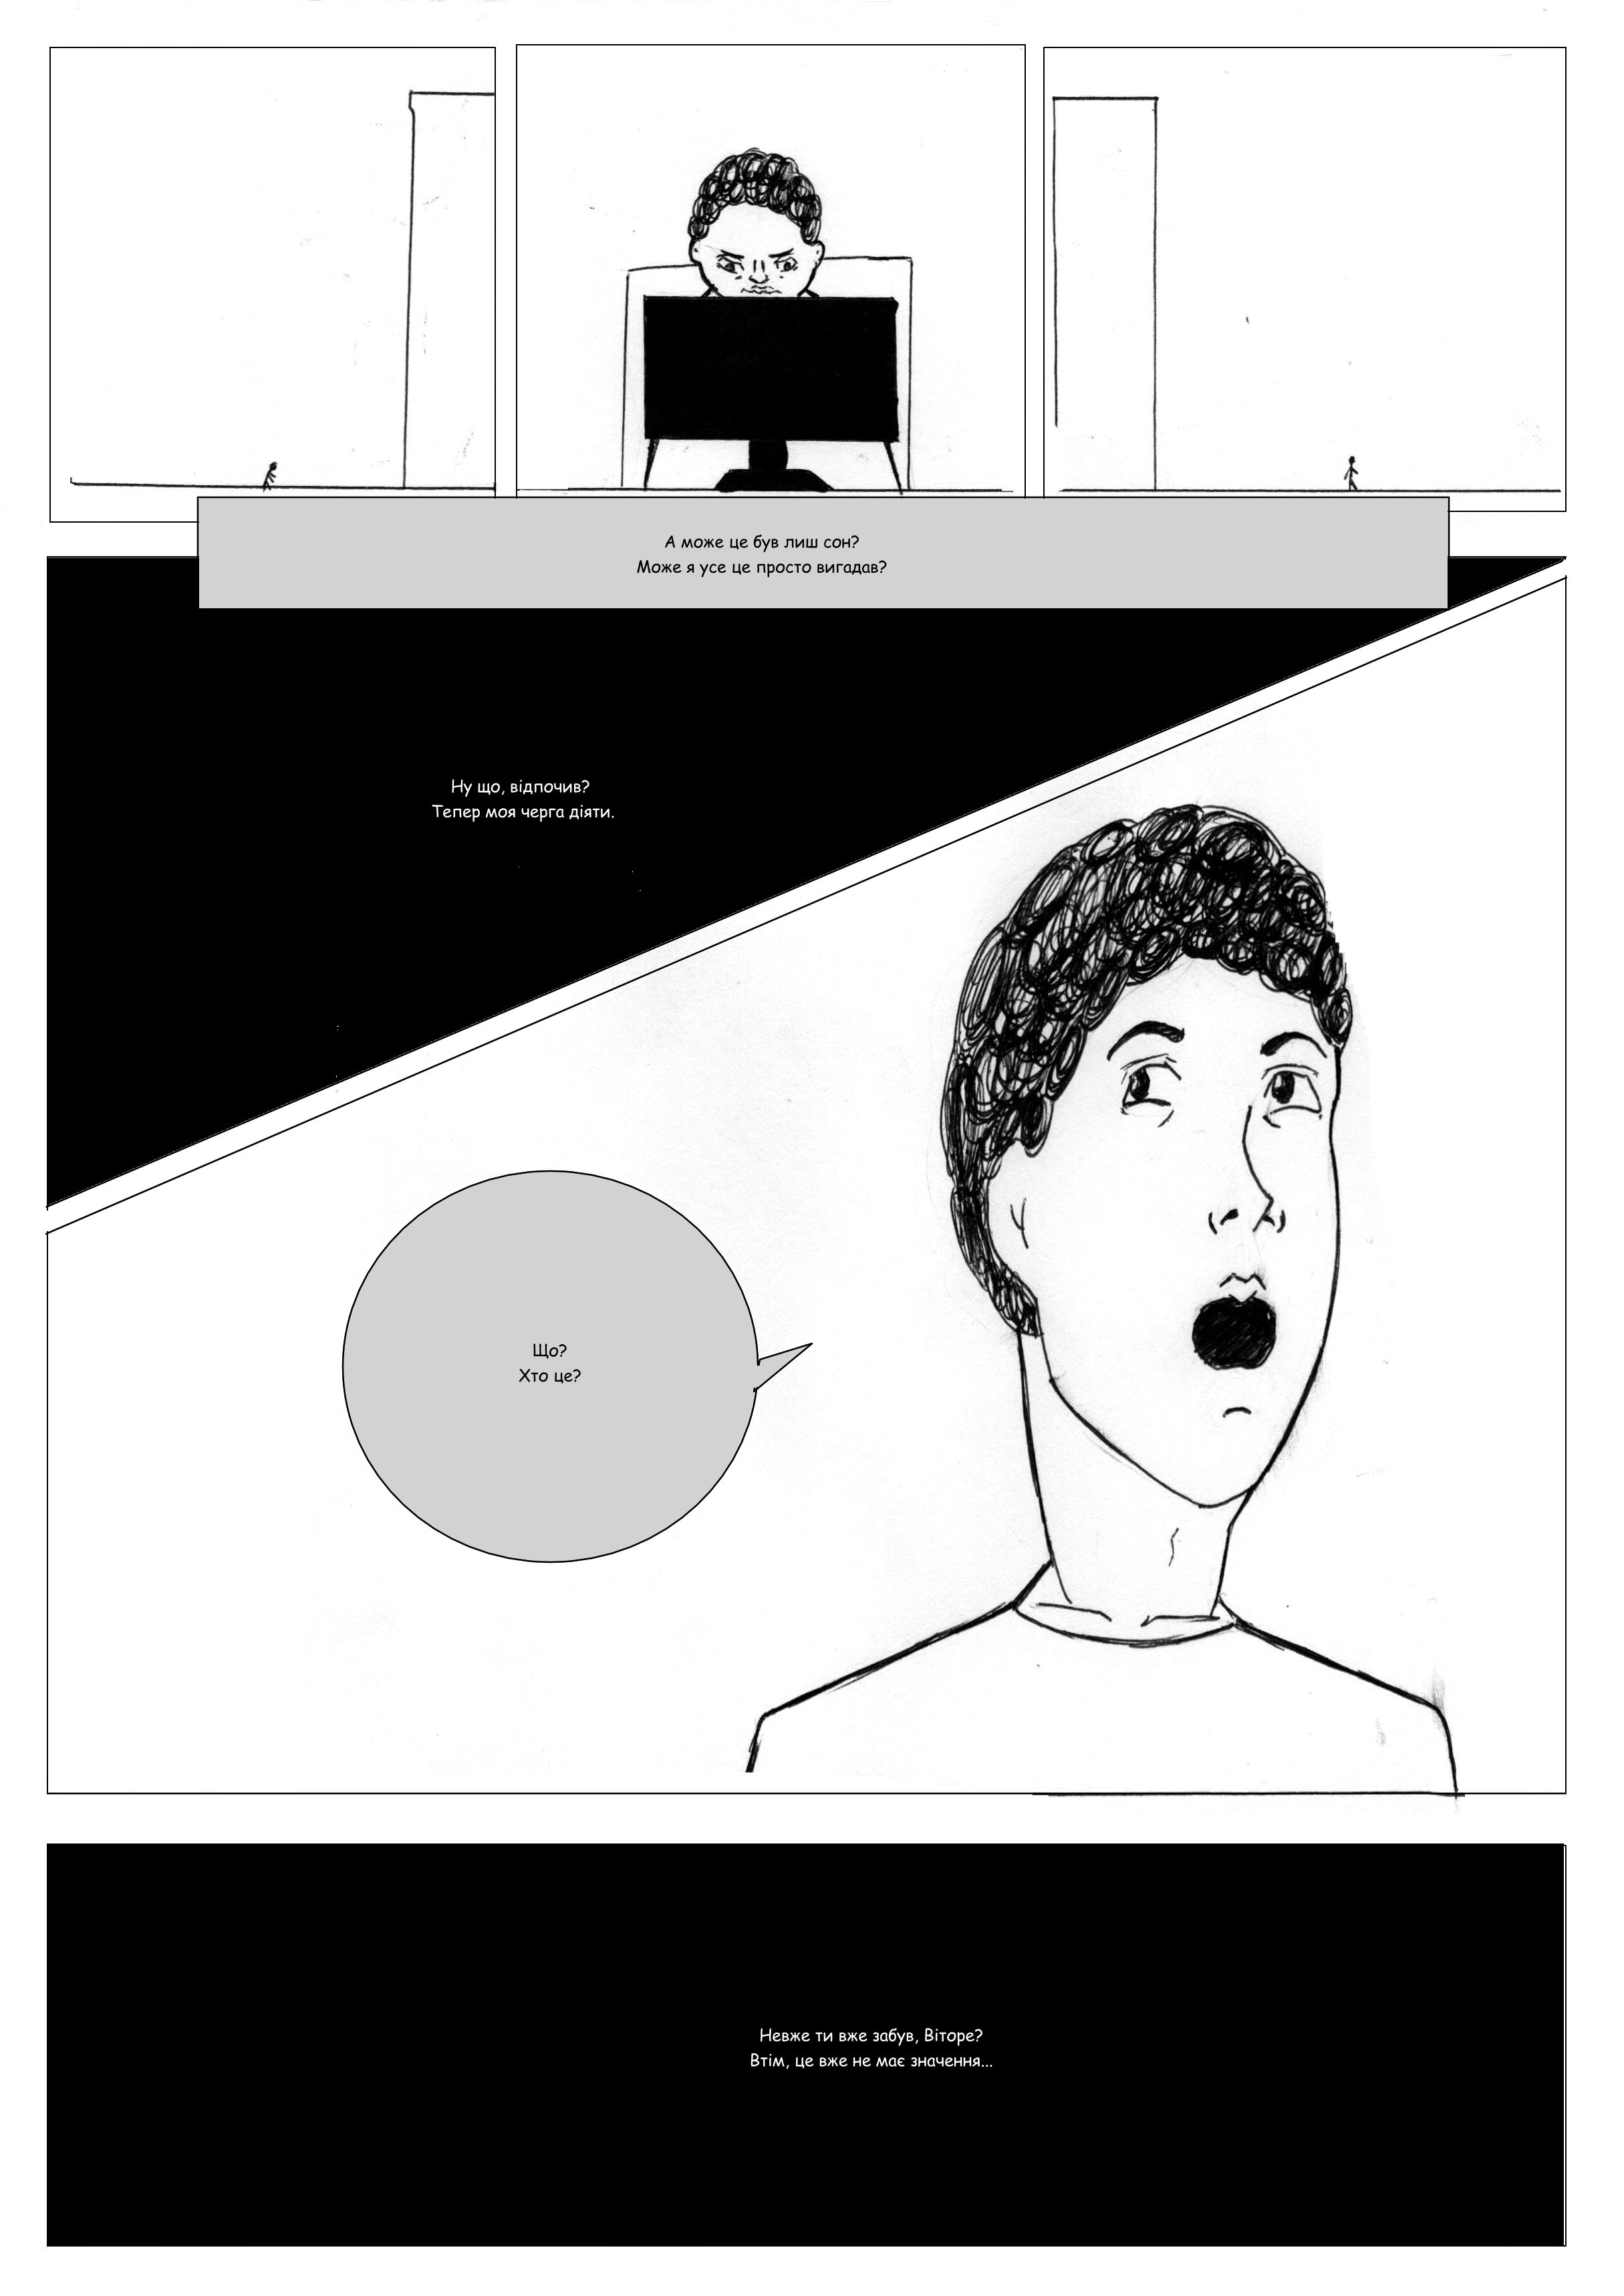 А може це був лиш сон?
Може я усе це просто вигадав?
Ну що, відпочив?
Тепер моя черга діяти.
Що?
Хто це?
Невже ти вже забув, Віторе?
Втім, це вже не має значення...